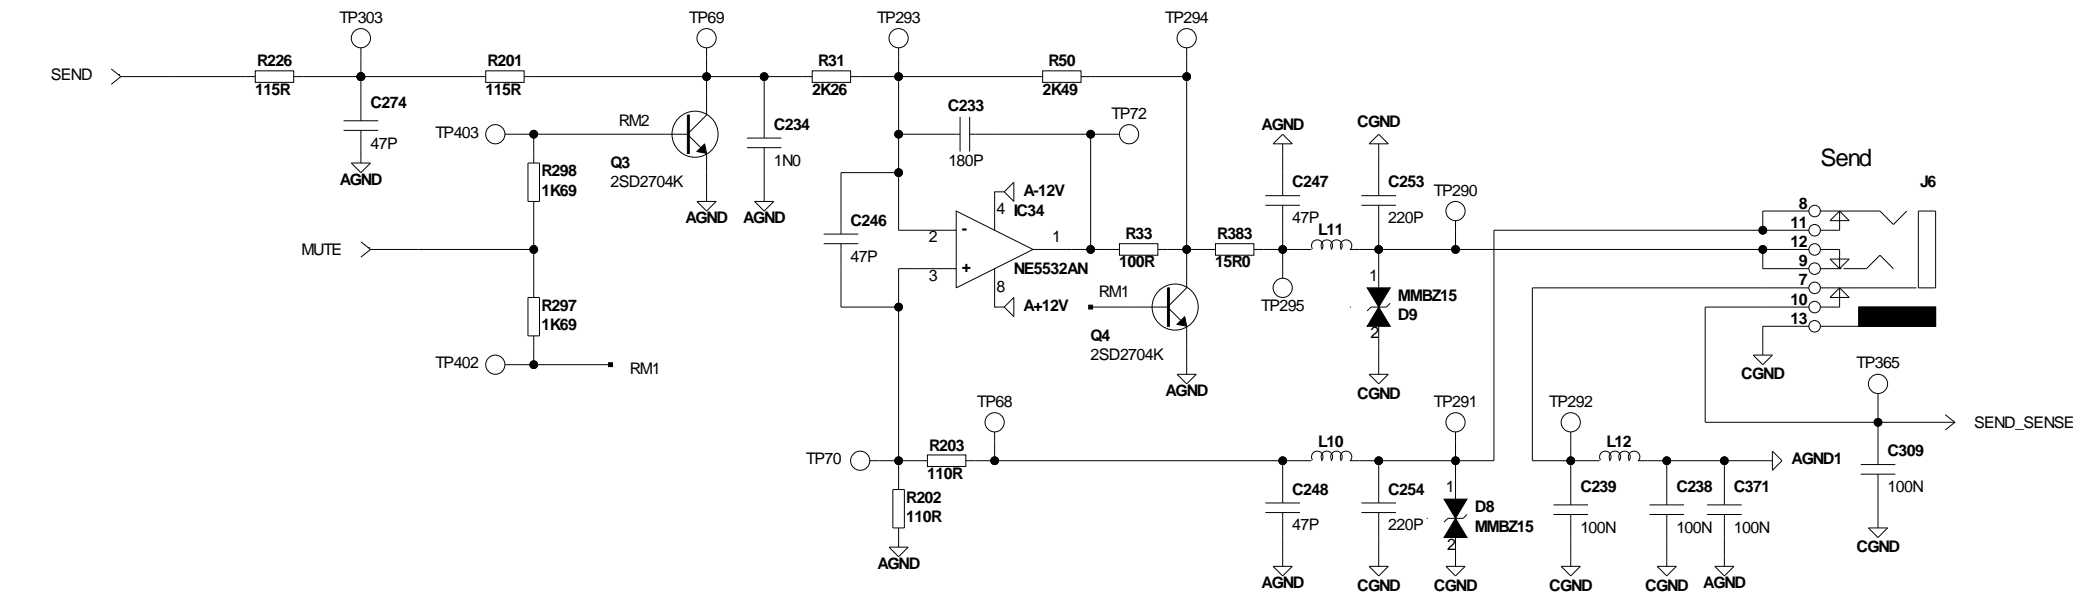 TP303
TP69
TP293
TP294
SEND
R226
115R
R201
115R
R31
2K26
R50
2K49
C274
47P
AGND
TP403
RM2
Q3
2SD2704K
AGND
C234
1N0
AGND
C233
180P
TP72
AGND
CGND
R298
1K69
MUTE
R297
1K69
TP402
RM1
C246
47P
A-12V
4
IC34
2
-
1
3
+
NE5532AN
8
A+12V
R33
100R
R383
15R0
C247
47P
L11
C253
220P
TP290
RM1
Q4
2SD2704K
AGND
TP295
1
MMBZ15
D9
2
CGND
Send
J6
8
11
12
9
7
10
13
CGND
TP365
SEND_SENSE
C309
100N
CGND
TP70
R203
110R
TP68
R202
110R
AGND
L10
TP291
C248
47P
AGND
C254
220P
CGND
1
D8
MMBZ15
2
CGND
TP292
L12
AGND1
C239
100N
CGND
C238
100N
CGND
C371
100N
AGND